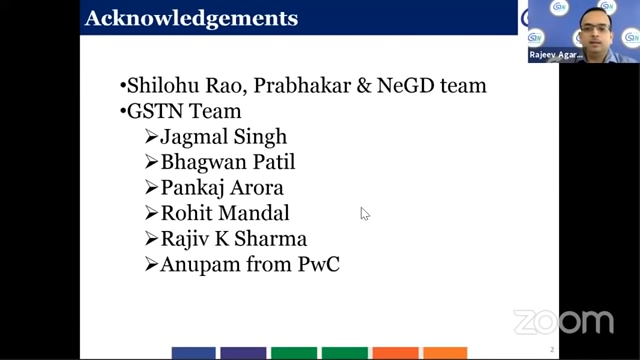 Acknowledgements
Rajeev Agar...
•Shilohu Rao, Prabhakar & NeGD team
•GSTN Team
➢Jagmal Singh
➢Bhagwan Patil
➢Pankaj Arora
➢Rohit Mandal
➢Rajiv K Sharma
➢Anupam from PwC
zoom
2